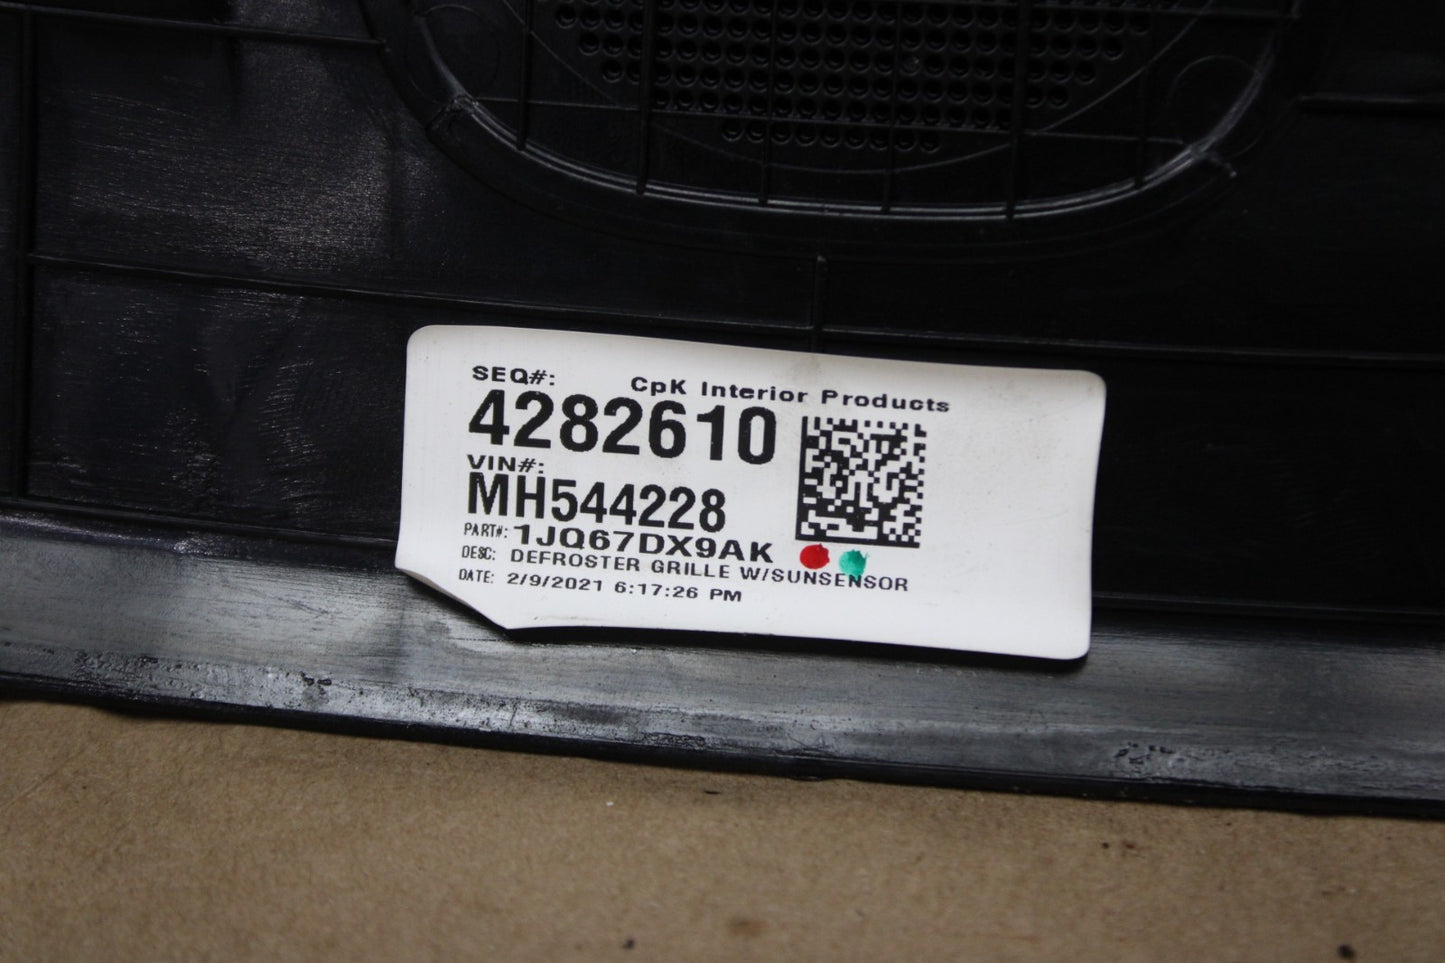 SEQ#: CpK Interior Products
4282610
VIN#:
MH544228
PART#: 1JQ67DX9AK
DESC: DEFROSTER GRILLE W/SUNSENSOR
DATE: 2/9/2021 6:17:26 PM